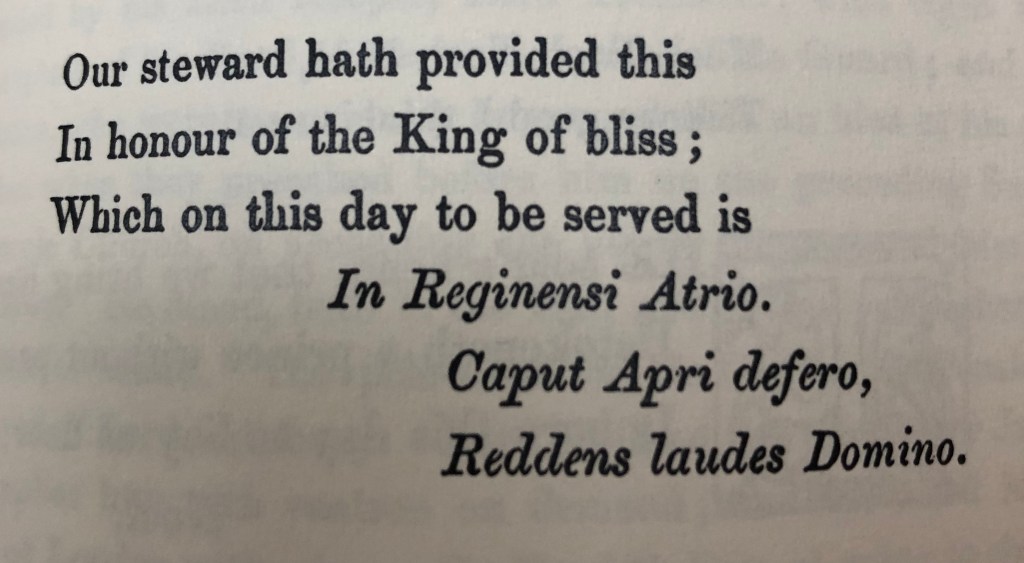 Our steward hath provided this
In honour of the King of bliss ;
Which on this day to be served is
In Reginensi Atrio.
Caput Apri defero,
Reddens laudes Domino.